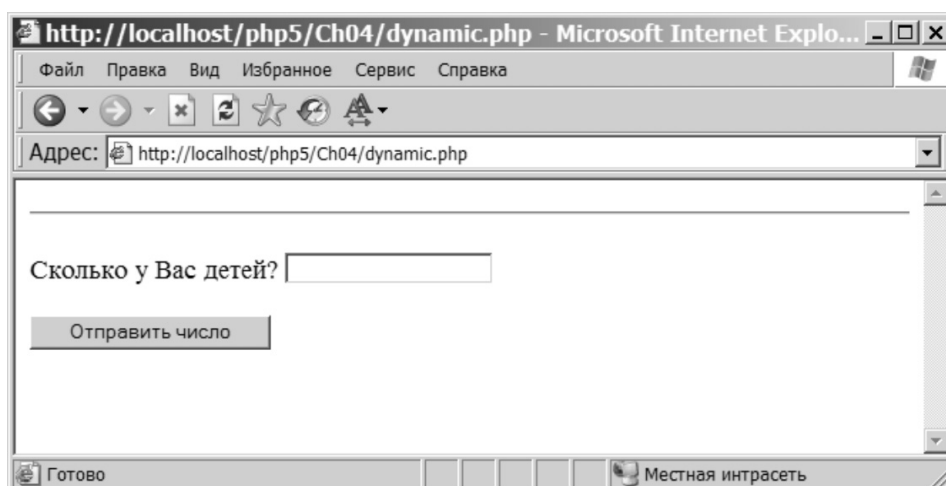 http://localhost/php5/Ch04/dynamic.php - Microsoft Internet Explo...
Файл Правка Вид Избранное Сервис Справка
Адрес: http://localhost/php5/Ch04/dynamic.php
Сколько у Вас детей?
Отправить число
Готово Местная интрасеть